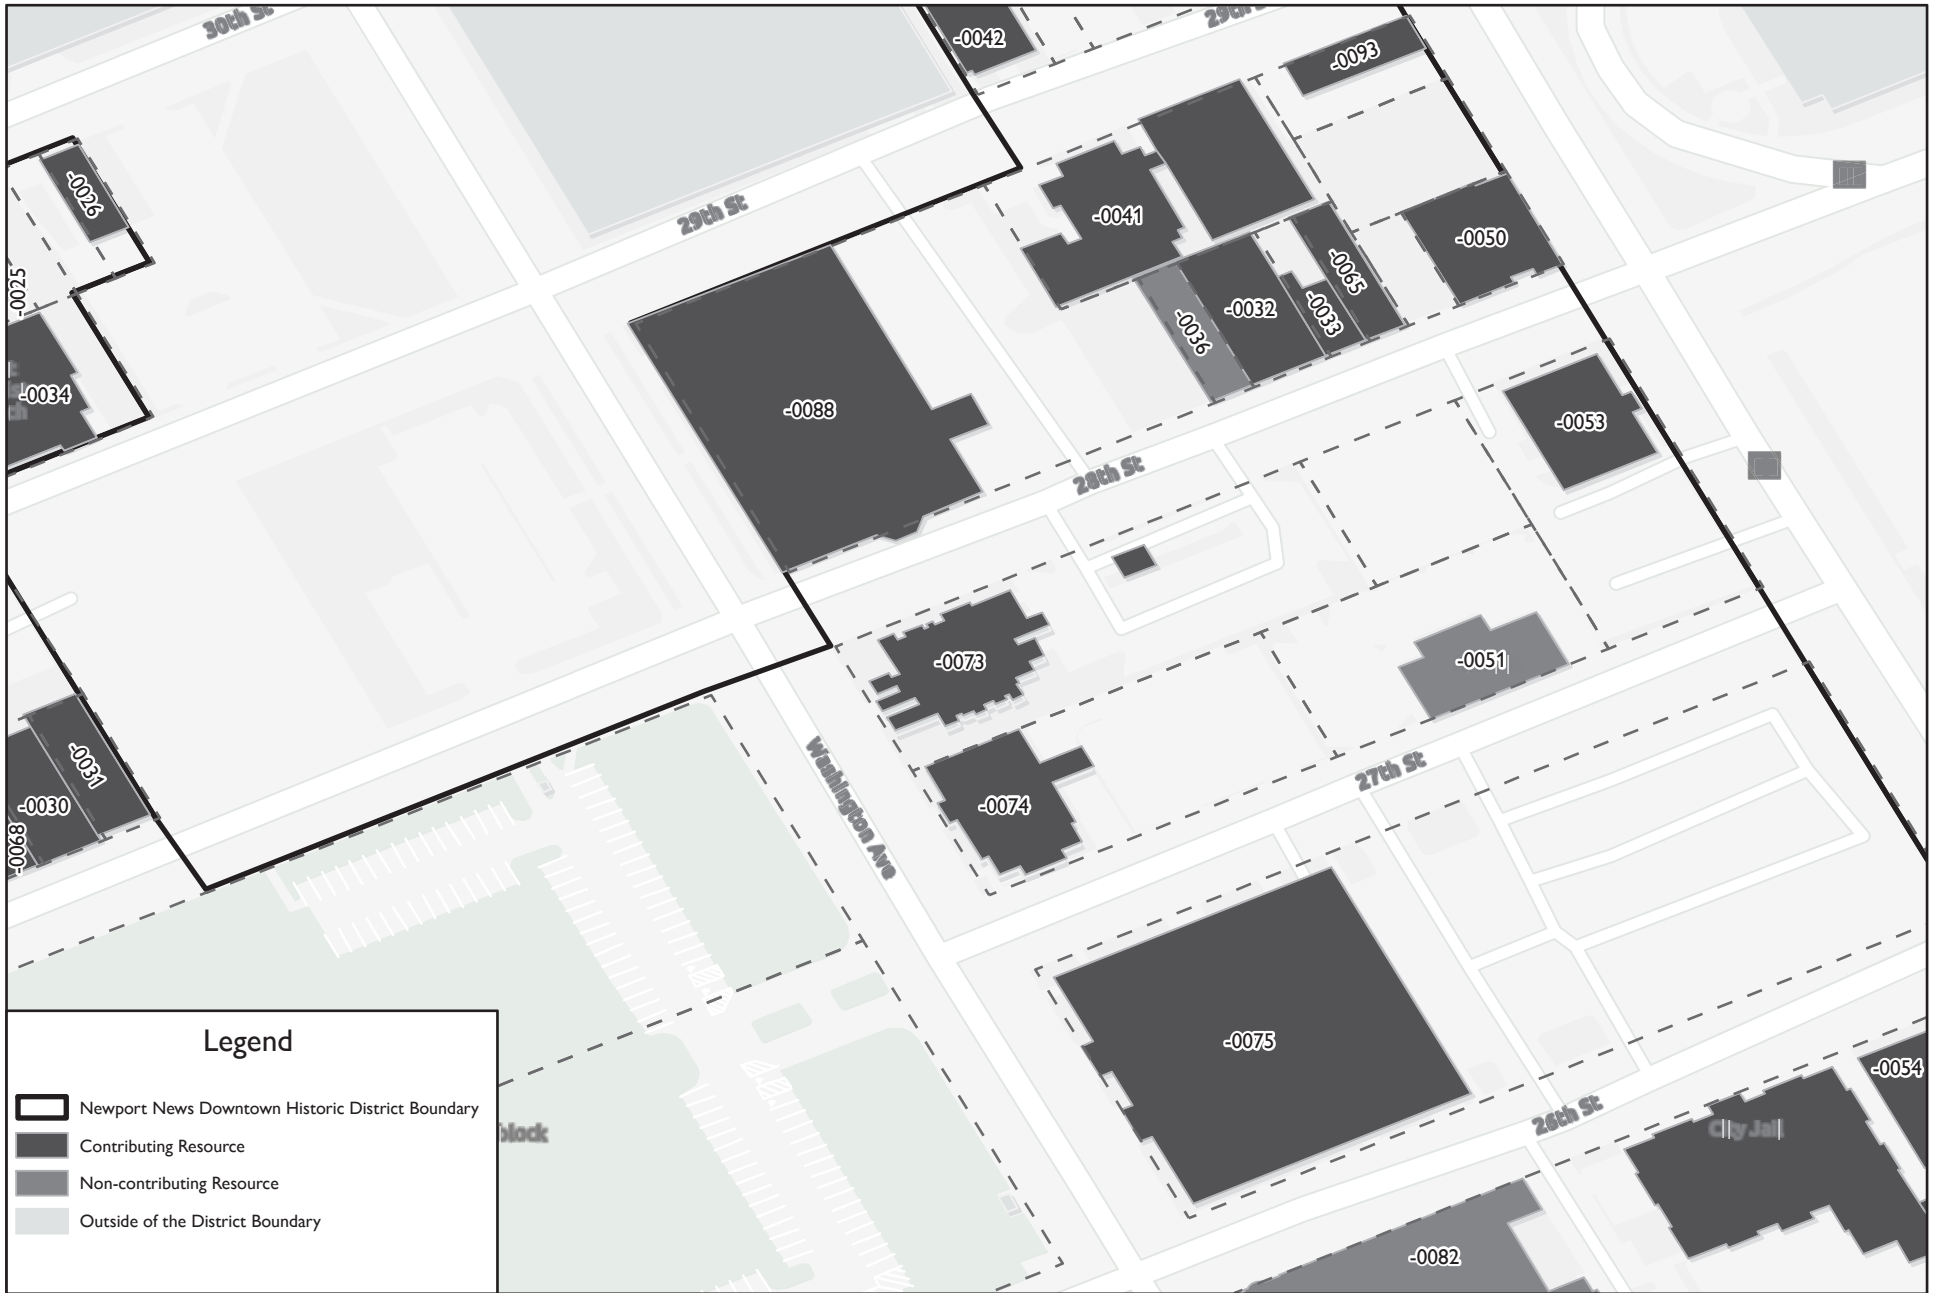 30th St
29th
-0042
-0093
-0026
29th St
-0041
-0050
-0065
-0025
-0032
-0033
-0036
-0034
-0088
-0053
28th St
-0073
-0051
-0031
27th St
-0030
-0074
Washington Ave
-0068
-0075
-0054
26th St
City Jail
-0082
block
Legend
Newport News Downtown Historic District Boundary
Contributing Resource
Non-contributing Resource
Outside of the District Boundary